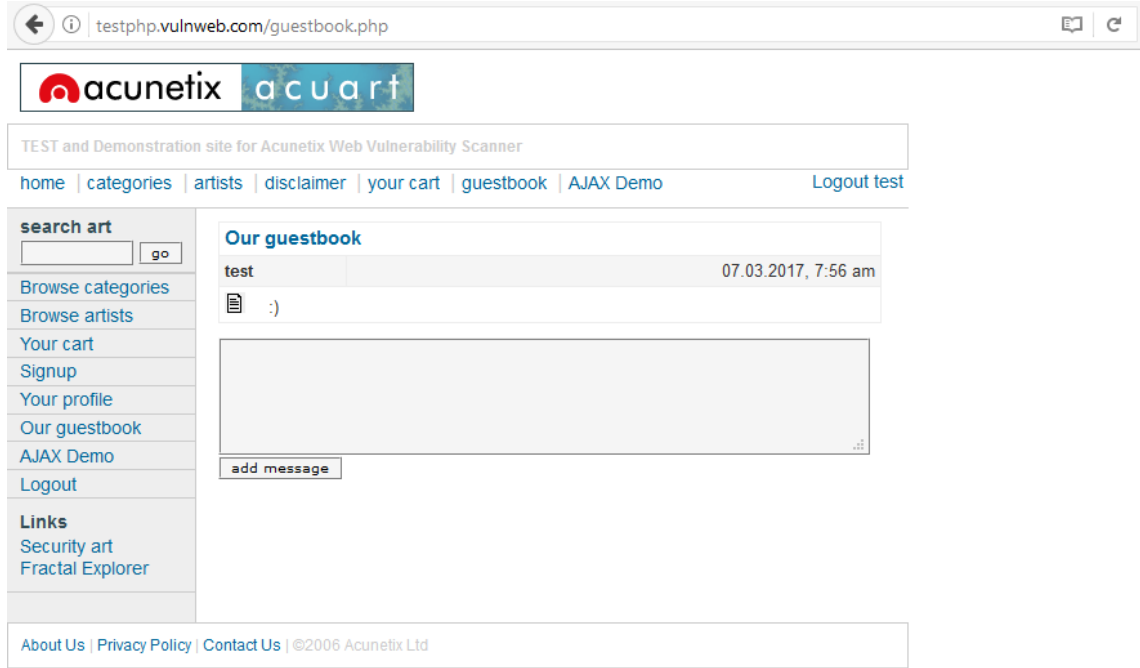 testphp.vulnweb.com/guestbook.php
acunetix acuart
TEST and Demonstration site for Acunetix Web Vulnerability Scanner
home | categories | artists | disclaimer | your cart | guestbook | AJAX Demo Logout test
search art
go
Browse categories
Browse artists
Your cart
Signup
Your profile
Our guestbook
AJAX Demo
Logout
Links
Security art
Fractal Explorer
Our guestbook
test 07.03.2017, 7:56 am
:)
add message
About Us | Privacy Policy | Contact Us | ©2006 Acunetix Ltd